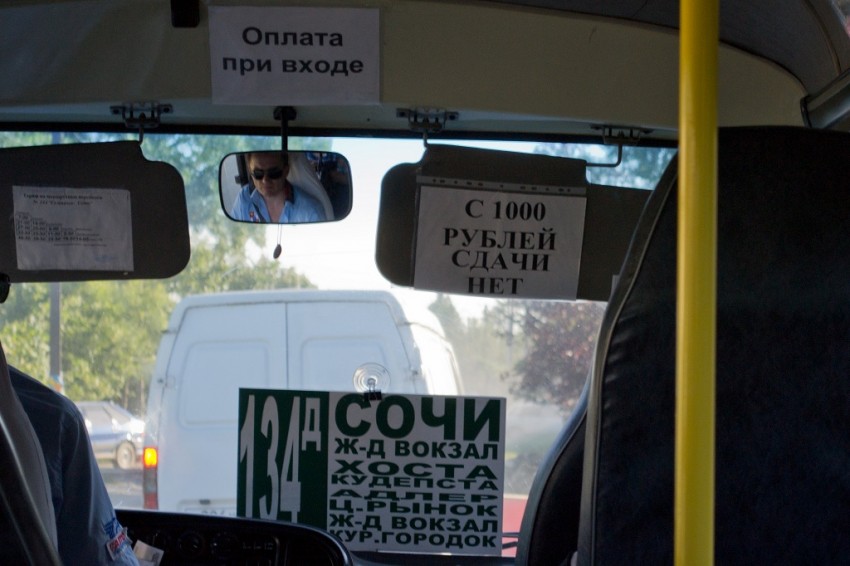 Оплата
при входе
С 1000
РУБЛЕЙ
СДАЧИ
НЕТ
134Д
СОЧИ
Ж-Д ВОКЗАЛ
ХОСТА
КУДЕПСТА
АДЛЕР
Ц-РЫНОК
Ж-Д ВОКЗАЛ
КУР.ГОРОДОК